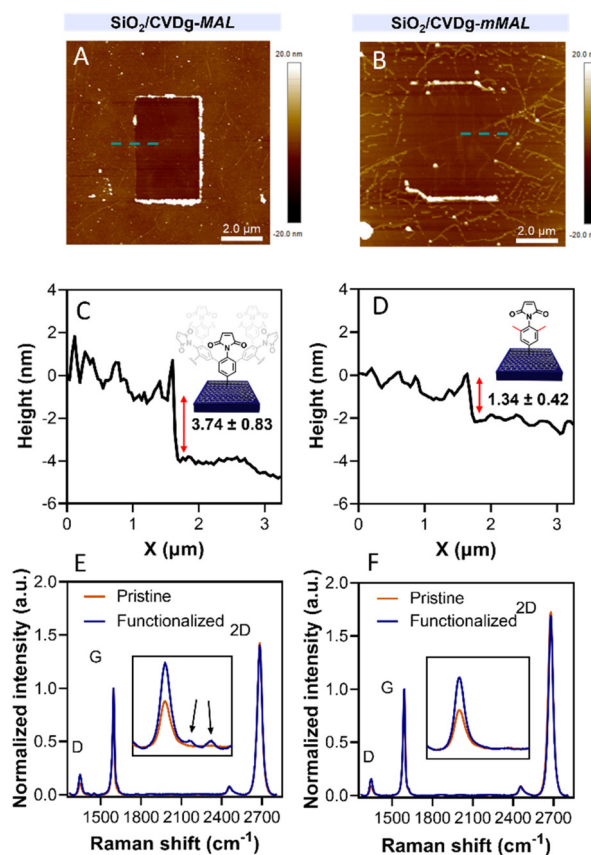 SiO₂/CVDg-MAL
SiO₂/CVDg-mMAL
A
20.0 nm
-20.0 nm
2.0 µm
B
20.0 nm
-20.0 nm
2.0 µm
C
4
2
0
-2
-4
-6
0
1
2
3
Height (nm)
X (µm)
3.74 ± 0.83
O
N
O
O
N
O
O
N
O
D
4
2
0
-2
-4
-6
0
1
2
3
Height (nm)
X (µm)
1.34 ± 0.42
O
N
O
E
2.0
1.5
1.0
0.5
0.0
1500
1800
2100
2400
2700
Normalized intensity (a.u.)
Raman shift (cm⁻¹)
Pristine
Functionalized
D
G
2D
F
2.0
1.5
1.0
0.5
0.0
1500
1800
2100
2400
2700
Normalized intensity (a.u.)
Raman shift (cm⁻¹)
Pristine
Functionalized
D
G
2D